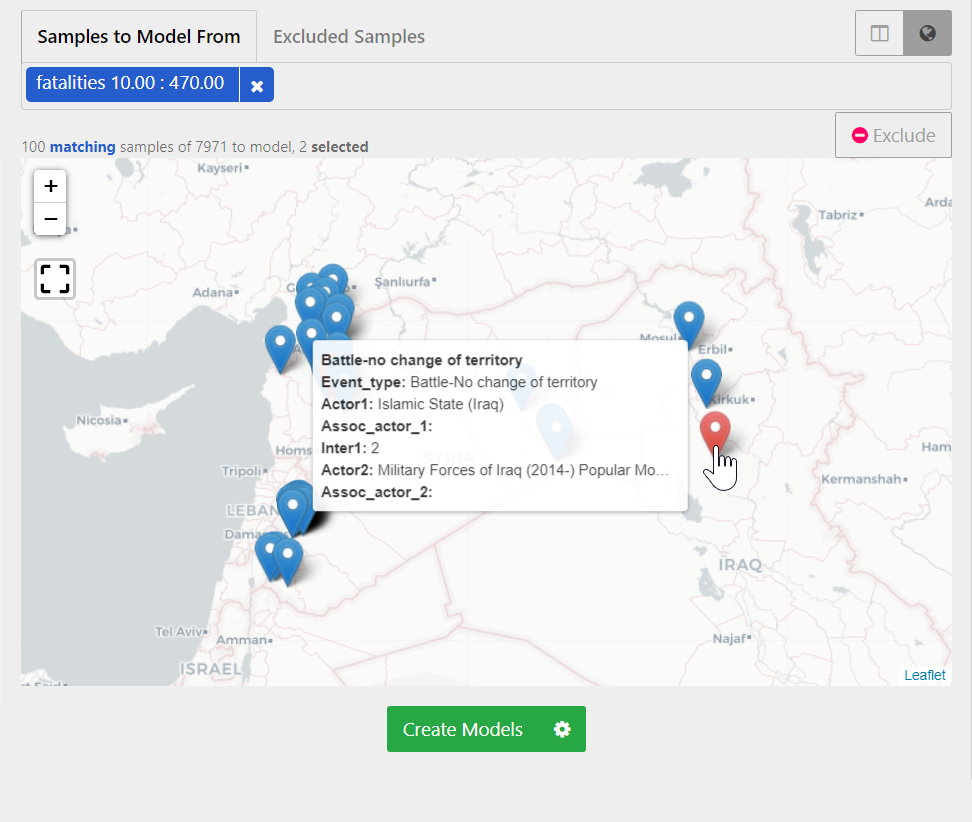 Samples to Model From
Excluded Samples
fatalities 10.00 : 470.00
100 matching samples of 7971 to model, 2 selected
Exclude
+
−
Kayseri
Tabriz
Adana
Şanlıurfa
Mosul
Erbil
Kirkuk
Nicosia
Battle-no change of territory
Event_type: Battle-No change of territory
Actor1: Islamic State (Iraq)
Assoc_actor_1:
Inter1: 2
Actor2: Military Forces of Iraq (2014-) Popular Mo...
Assoc_actor_2:
Homs
SYRIA
Ham
Tripoli
Kermanshah
LEBAN
Damas
IRAQ
Tel Aviv
Amman
Najaf
ISRAEL
Leaflet
Create Models